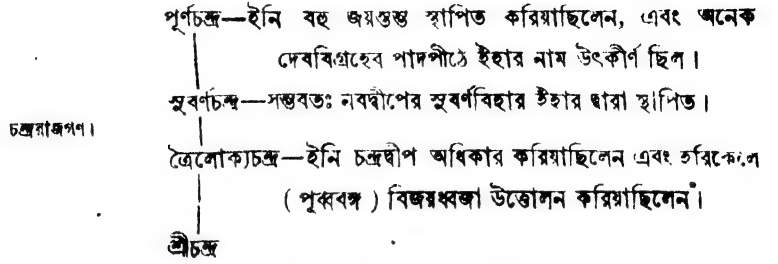 পূর্ণচন্দ্র—ইনি বহু জয়স্তম্ভ স্থাপিত করিয়াছিলেন, এবং অনেক
দেববিগ্রহের পাদপীঠে ইহার নাম উৎকীর্ণ ছিল।
সুবর্ণচন্দ্র—সম্ভবতঃ নবদ্বীপের সুবর্ণবিহার ইঁহার দ্বারা স্থাপিত।
চন্দ্ররাজগণ।
ত্রৈলোক্যচন্দ্র—ইনি চন্দ্রদ্বীপ অধিকার করিয়াছিলেন এবং হরিকেলে
( পূর্ব্ববঙ্গ ) বিজয়ধ্বজা উত্তোলন করিয়াছিলেন।
শ্রীচন্দ্র